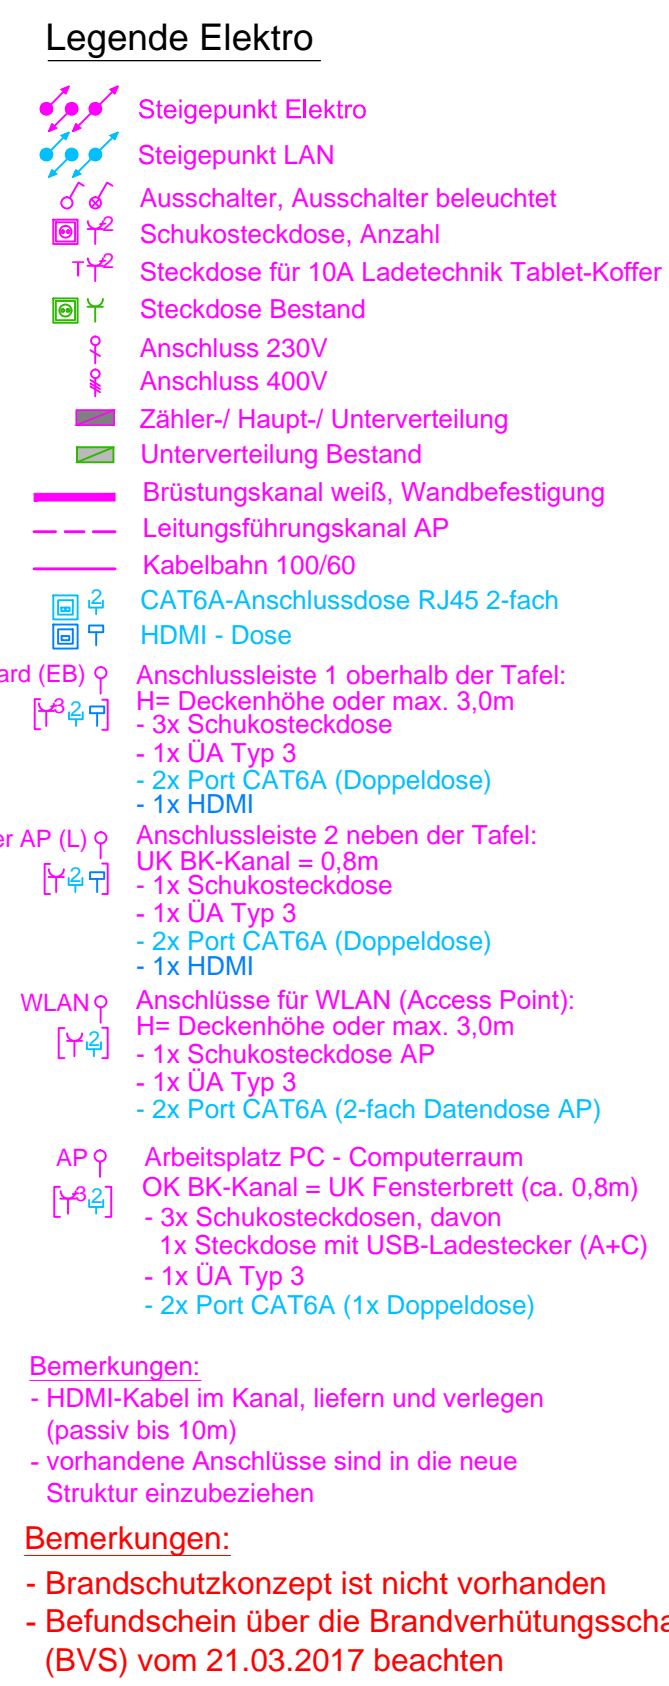 Legende Elektro
Steigepunkt Elektro
Steigepunkt LAN
Ausschalter, Ausschalter beleuchtet
2 Schukosteckdose, Anzahl
T 2 Steckdose für 10A Ladetechnik Tablet-Koffer
Steckdose Bestand
Anschluss 230V
Anschluss 400V
Zähler-/ Haupt-/ Unterverteilung
Unterverteilung Bestand
Brüstungskanal weiß, Wandbefestigung
Leitungsführungskanal AP
Kabelbahn 100/60
2 CAT6A-Anschlussdose RJ45 2-fach
HDMI - Dose
(EB) Anschlussleiste 1 oberhalb der Tafel:
H= Deckenhöhe oder max. 3,0m
3 2 - 3x Schukosteckdose
- 1x ÜA Typ 3
- 2x Port CAT6A (Doppeldose)
- 1x HDMI
AP (L) Anschlussleiste 2 neben der Tafel:
UK BK-Kanal = 0,8m
2 - 1x Schukosteckdose
- 1x ÜA Typ 3
- 2x Port CAT6A (Doppeldose)
- 1x HDMI
WLAN Anschlüsse für WLAN (Access Point):
H= Deckenhöhe oder max. 3,0m
2 - 1x Schukosteckdose AP
- 1x ÜA Typ 3
- 2x Port CAT6A (2-fach Datendose AP)
AP Arbeitsplatz PC - Computerraum
3 2 OK BK-Kanal = UK Fensterbrett (ca. 0,8m)
- 3x Schukosteckdosen, davon
1x Steckdose mit USB-Ladestecker (A+C)
- 1x ÜA Typ 3
- 2x Port CAT6A (1x Doppeldose)
Bemerkungen:
- HDMI-Kabel im Kanal, liefern und verlegen
(passiv bis 10m)
- vorhandene Anschlüsse sind in die neue
Struktur einzubeziehen
Bemerkungen:
- Brandschutzkonzept ist nicht vorhanden
- Befundschein über die
(BVS) vom 21.03.2017 beachten